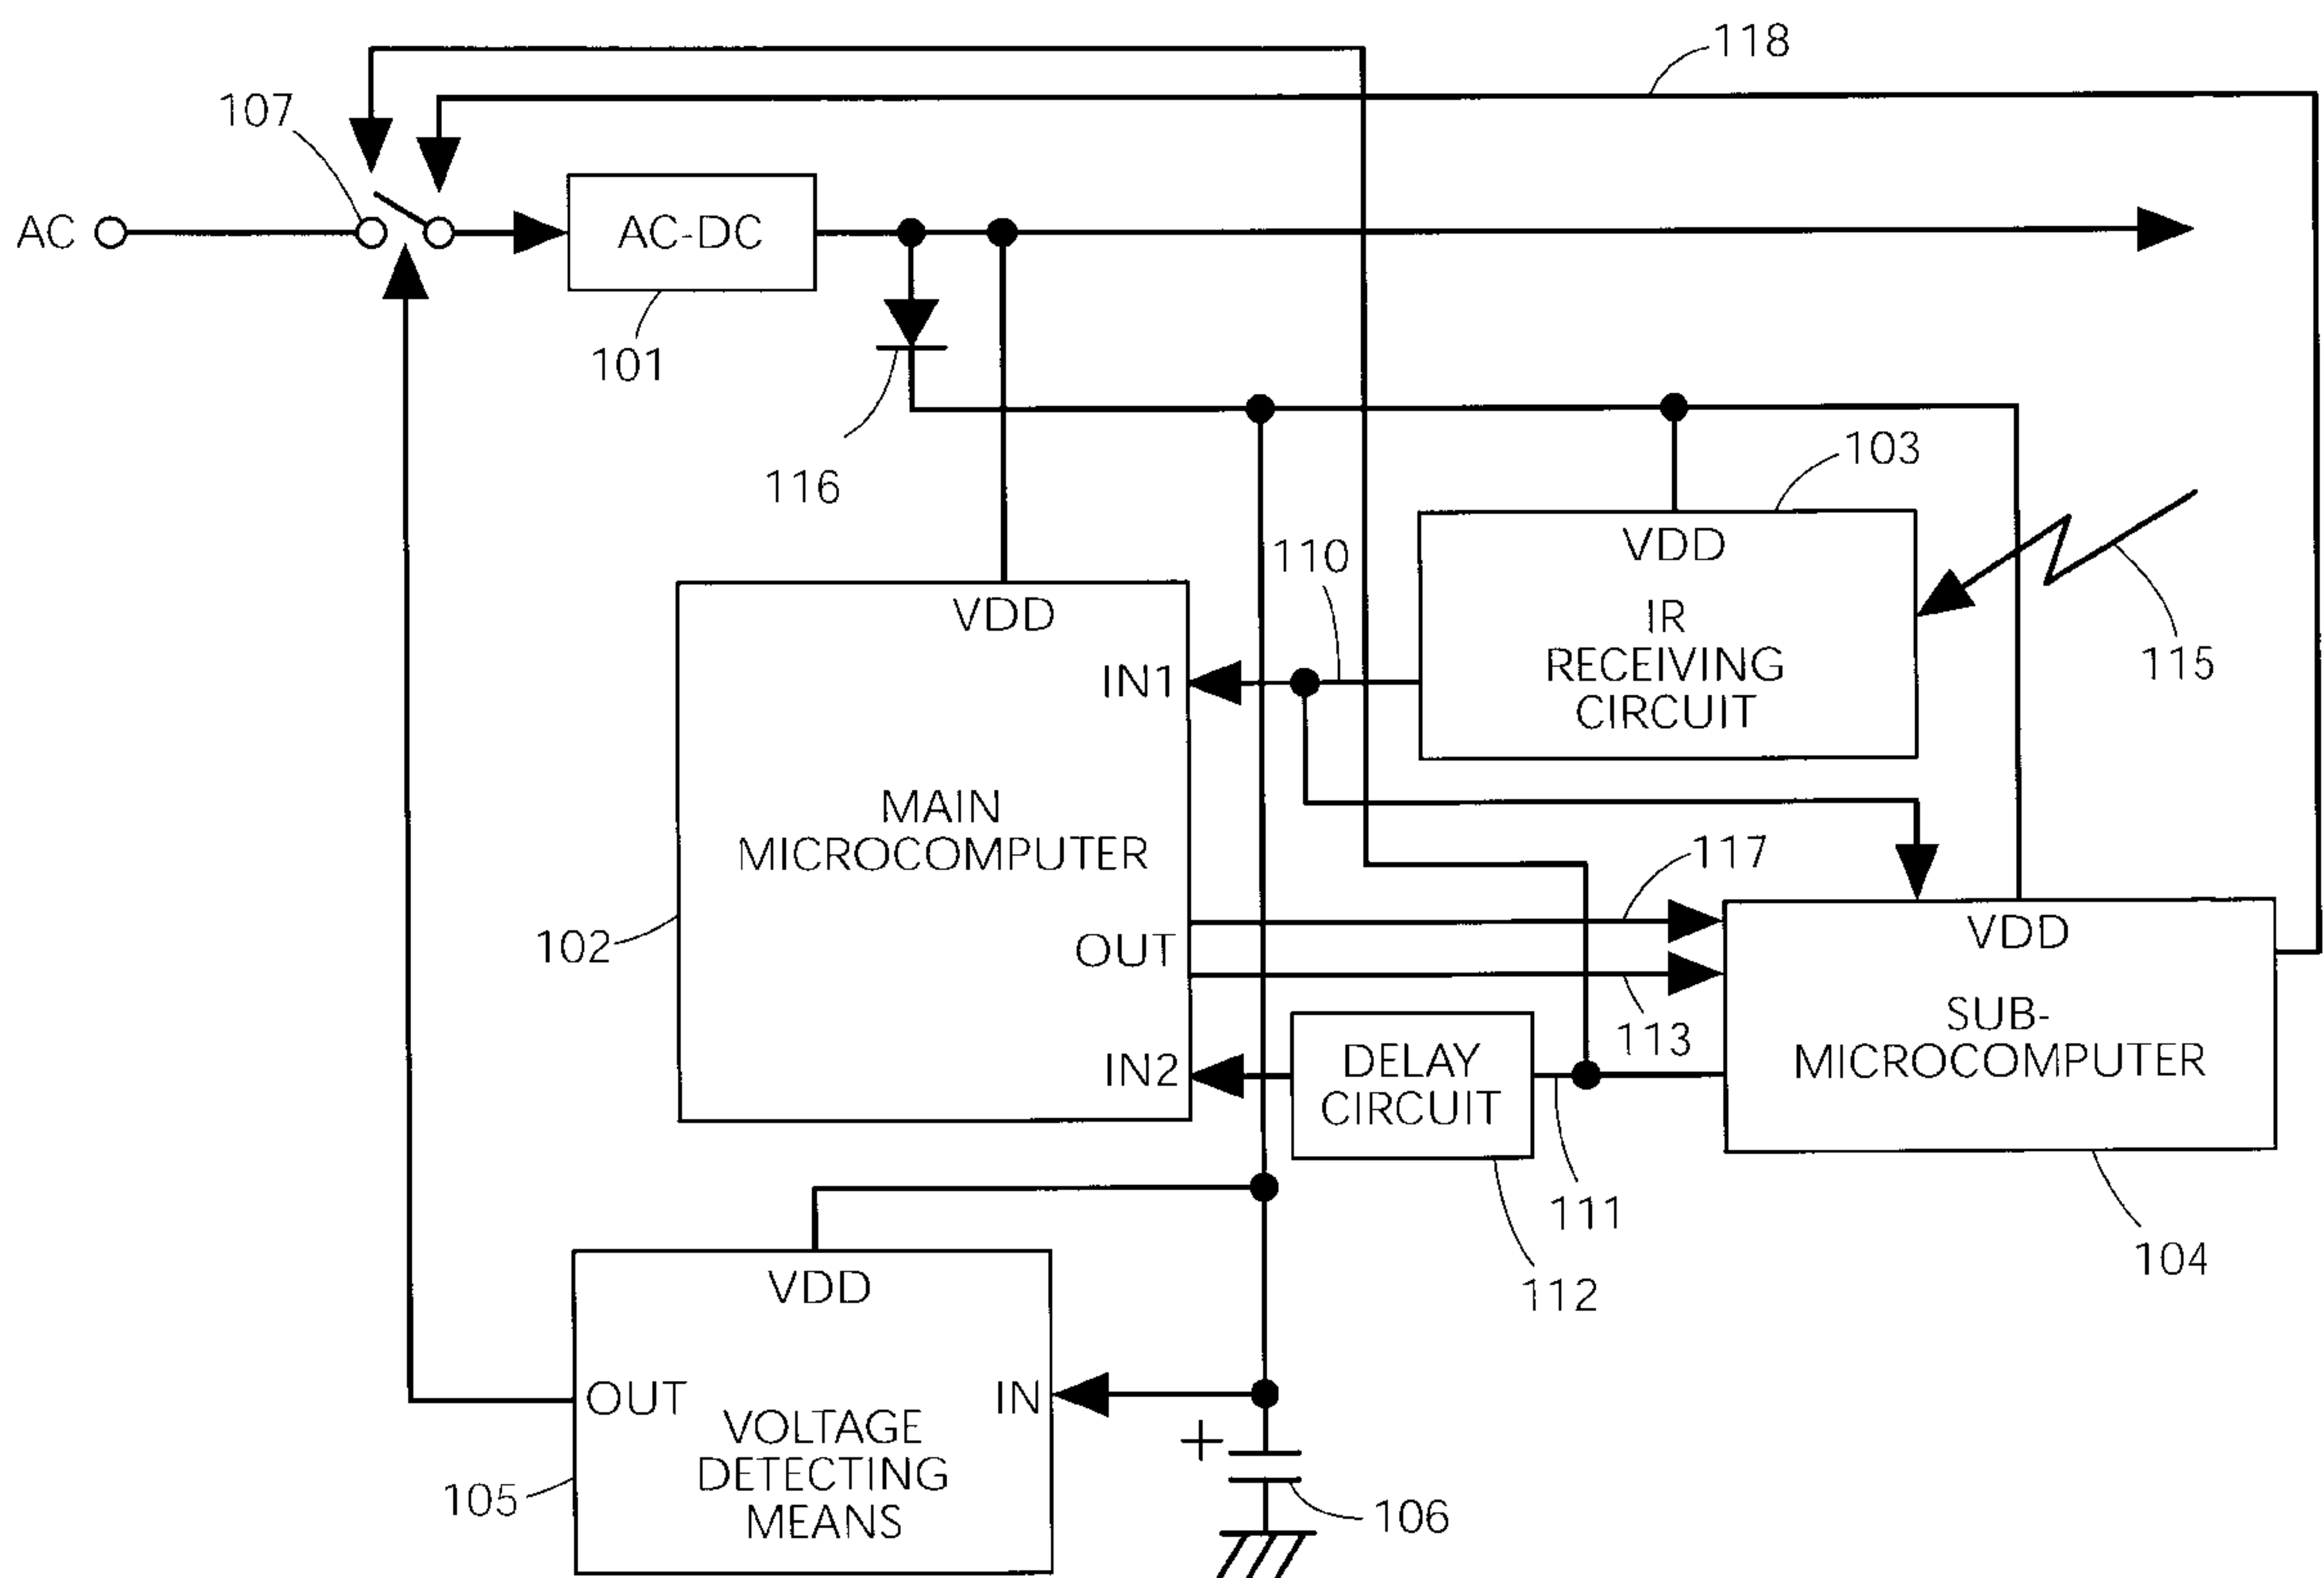 118
107
AC
AC-DC
101
116
103
VDD
IR
RECEIVING
CIRCUIT
110
115
VDD
IN1
MAIN
MICROCOMPUTER
102
OUT
IN2
117
113
VDD
SUB-
MICROCOMPUTER
DELAY
CIRCUIT
111
112
104
VDD
OUT
IN
VOLTAGE
DETECTING
MEANS
105
+
106